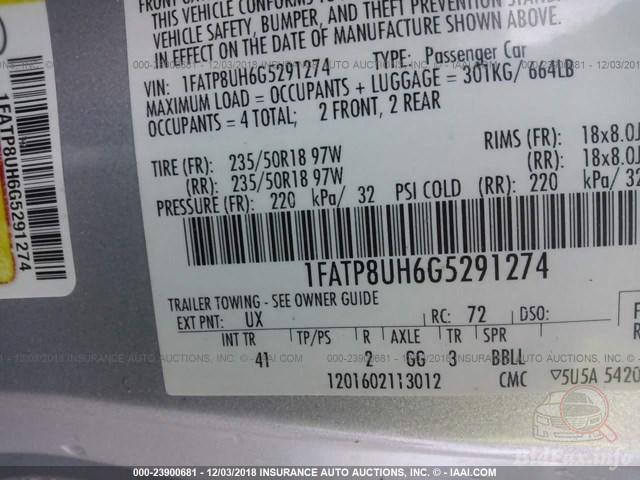 THIS VEHICLE CONFORMS TO
VEHICLE SAFETY, BUMPER, AND THEFT PREVENTION
IN EFFECT ON THE DATE OF MANUFACTURE SHOWN ABOVE.
VIN: 1FATP8UH6G5291274 TYPE: Passenger Car
MAXIMUM LOAD = OCCUPANTS + LUGGAGE = 301KG/ 664LB
OCCUPANTS = 4 TOTAL; 2 FRONT, 2 REAR
RIMS (FR): 18x8.0J
TIRE (FR): 235/50R18 97W
(RR): 18x8.0J
(RR): 235/50R18 97W
PRESSURE (FR): 220 kPa/ 32 PSI COLD (RR): 220 kPa/ 32
1FATP8UH6G5291274
TRAILER TOWING - SEE OWNER GUIDE
EXT PNT: UX RC: 72 DSO:
INT TR TP/PS R AXLE TR SPR
41 2 GG 3 BBLL
1201602113012 CMC ▽5U5A 5420
1FATP8UH6G5291274
000-23900681 - 12/03/2018 INSURANCE AUTO AUCTIONS, INC. - IAAI.COM
BidFax.info